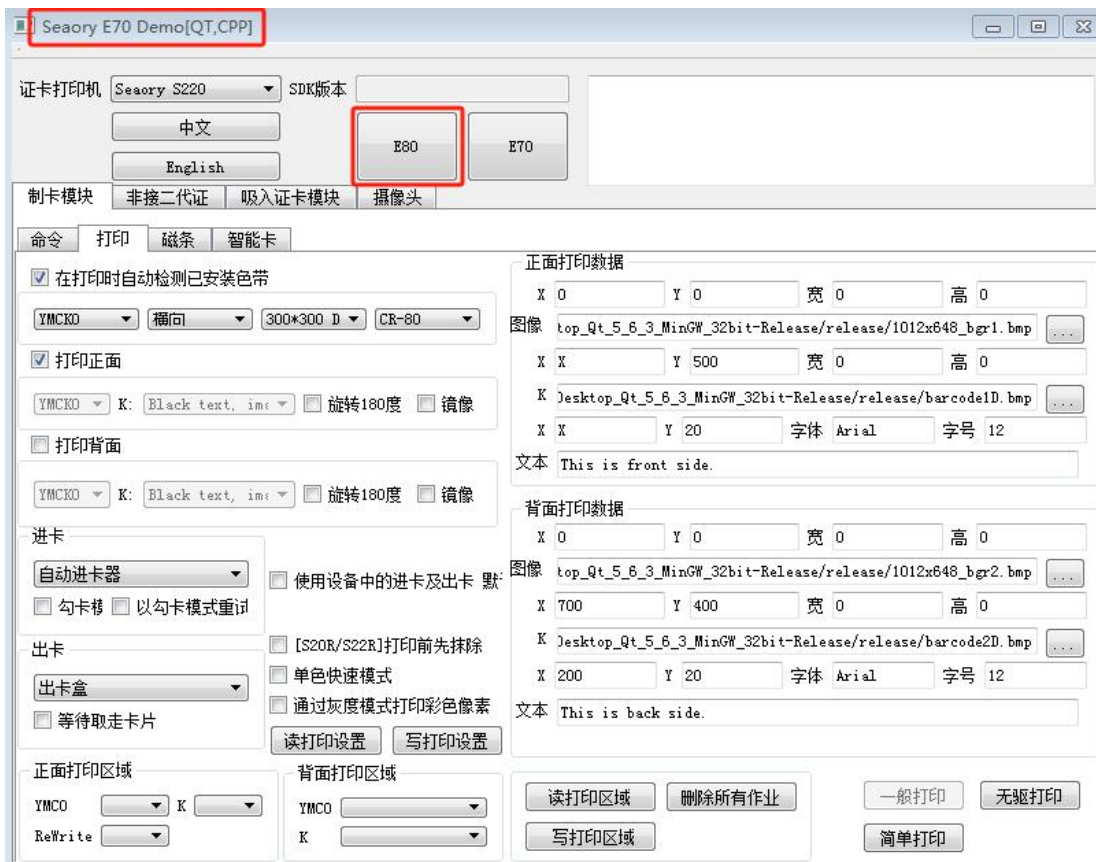 Seaory E70 Demo[QT,CPP]
证卡打印机 Seaory S220 SDK版本
中文
English
E80 E70
制卡模块 非接二代证 吸入证卡模块 摄像头
命令 打印 磁条 智能卡
在打印时自动检测已安装色带
YMCKO 横向 300*300 D CR-80
打印正面
YMCKO K: Black text, ima 旋转180度 镜像
打印背面
YMCKO K: Black text, ima 旋转180度 镜像
进卡
自动进卡器
勾卡模 以勾卡模式重试
使用设备中的进卡及出卡 默
出卡
出卡盒
等待取走卡片
[S20R/S22R]打印前先抹除
单色快速模式
通过灰度模式打印彩色像素
读打印设置 写打印设置
正面打印区域
YMCO K
ReWrite
背面打印区域
YMCO
K
正面打印数据
X 0 Y 0 宽 0 高 0
图像 top_Qt_5_6_3_MinGW_32bit-Release/release/1012x648_bgr1.bmp ...
X X Y 500 宽 0 高 0
K Desktop_Qt_5_6_3_MinGW_32bit-Release/release/barcode1D.bmp ...
X X Y 20 字体 Arial 字号 12
文本 This is front side.
背面打印数据
X 0 Y 0 宽 0 高 0
图像 top_Qt_5_6_3_MinGW_32bit-Release/release/1012x648_bgr2.bmp ...
X 700 Y 400 宽 0 高 0
K Desktop_Qt_5_6_3_MinGW_32bit-Release/release/barcode2D.bmp ...
X 200 Y 20 字体 Arial 字号 12
文本 This is back side.
读打印区域 删除所有作业
写打印区域
一般打印 无驱打印
简单打印